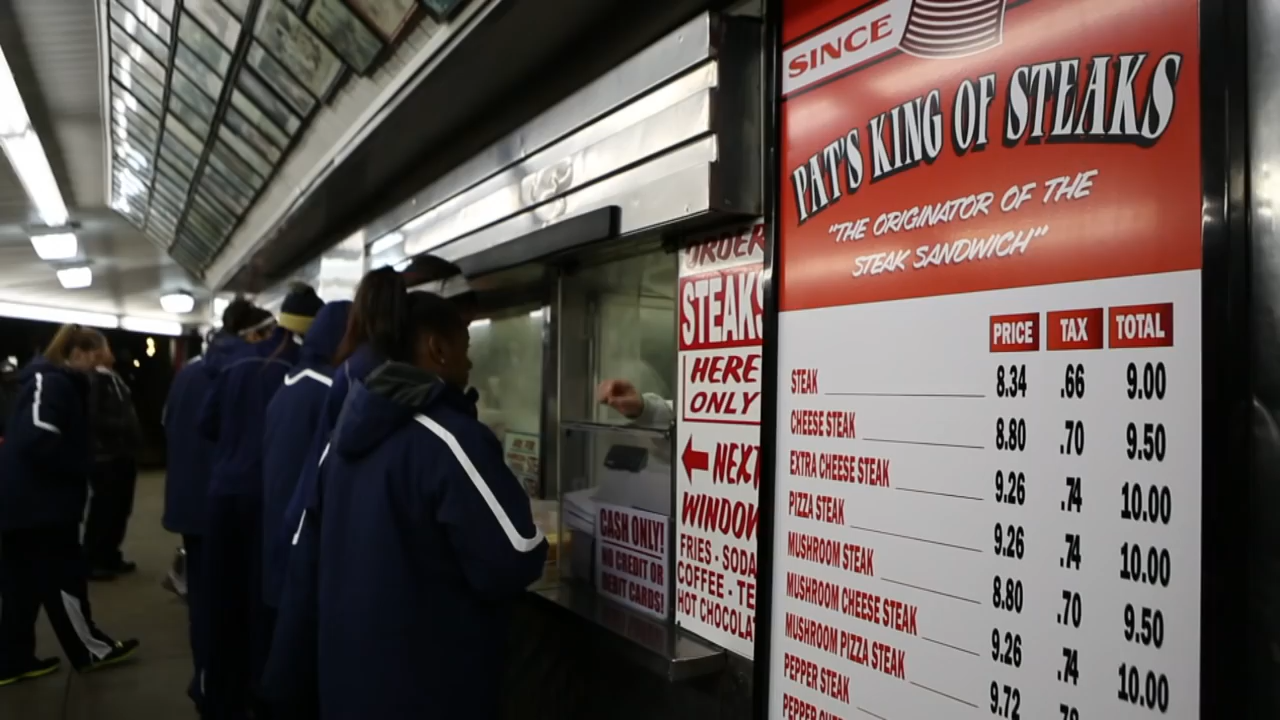 SINCE
PAT'S KING OF STEAKS
"THE ORIGINATOR OF THE
STEAK SANDWICH"
PRICE TAX TOTAL
STEAK 8.34 .66 9.00
CHEESE STEAK 8.80 .70 9.50
EXTRA CHEESE STEAK 9.26 .74 10.00
PIZZA STEAK 9.26 .74 10.00
MUSHROOM STEAK 8.80 .70 9.50
MUSHROOM CHEESE STEAK 9.26 .74 10.00
MUSHROOM PIZZA STEAK 9.72
PEPPER STEAK
PEPPER
ORDER
STEAKS
HERE
ONLY
NEXT
WINDOW
FRIES - SODA
COFFEE - TE
HOT CHOCOLA
CASH ONLY!
NO CREDIT OR
DEBIT CARDS!